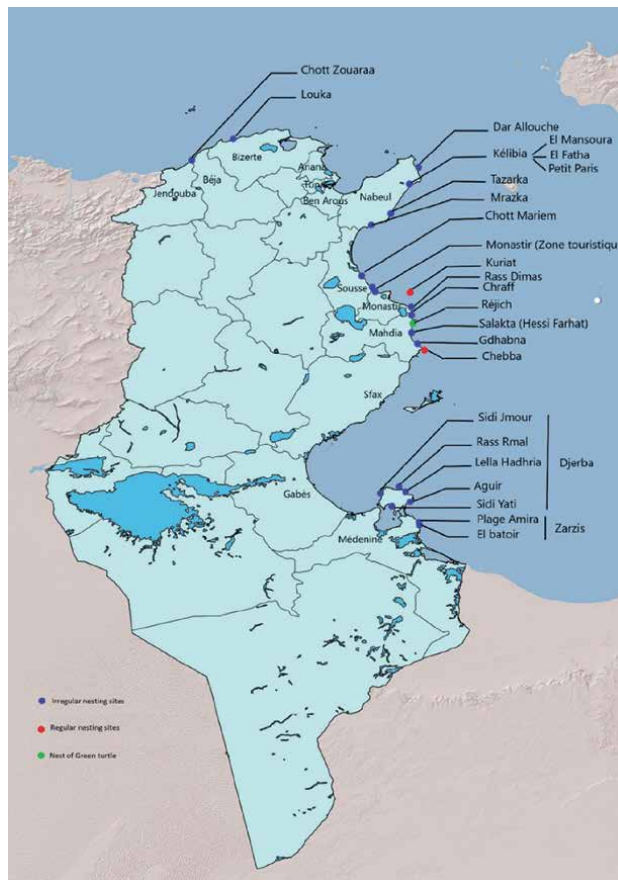 Chott Zouaraa
Louka
Dar Allouche
El Mansoura
Kélibia
El Fatha
Petit Paris
Tazarka
Mrazka
Chott Mariem
Monastir (Zone touristique
Kuriat
Rass Dimas
Chraff
Réjich
Salakta (Hessi Farhat)
Gdhabna
Chebba
Bizerte
Ariana
Tunis
Béja
Jendouba
Ben Arous
Nabeul
Sousse
Monastir
Mahdia
Sfax
Sidi Jmour
Rass Rmal
Lella Hadhria
Djerba
Aguir
Sidi Yati
Plage Amira
Zarzis
El batoir
Gabès
Médenine
Irregular nesting sites
Regular nesting sites
Nest of Green turtle